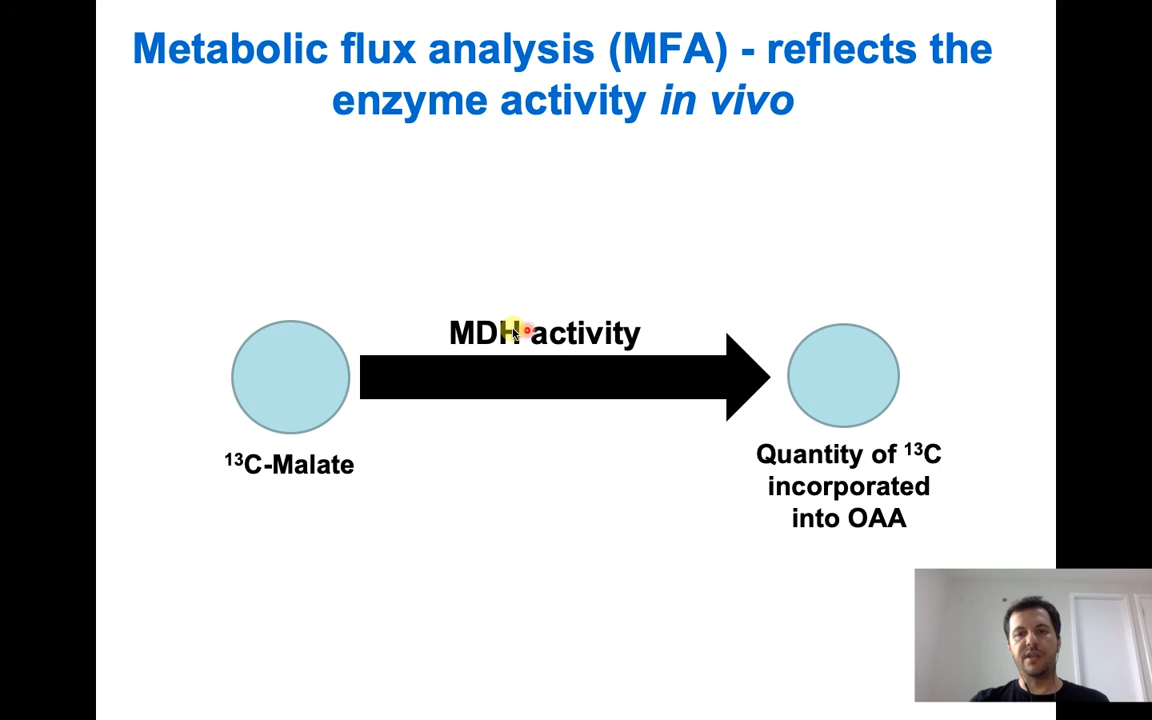 Metabolic flux analysis (MFA) - reflects the
enzyme activity in vivo
MDH activity
¹³C-Malate
Quantity of ¹³C
incorporated
into OAA